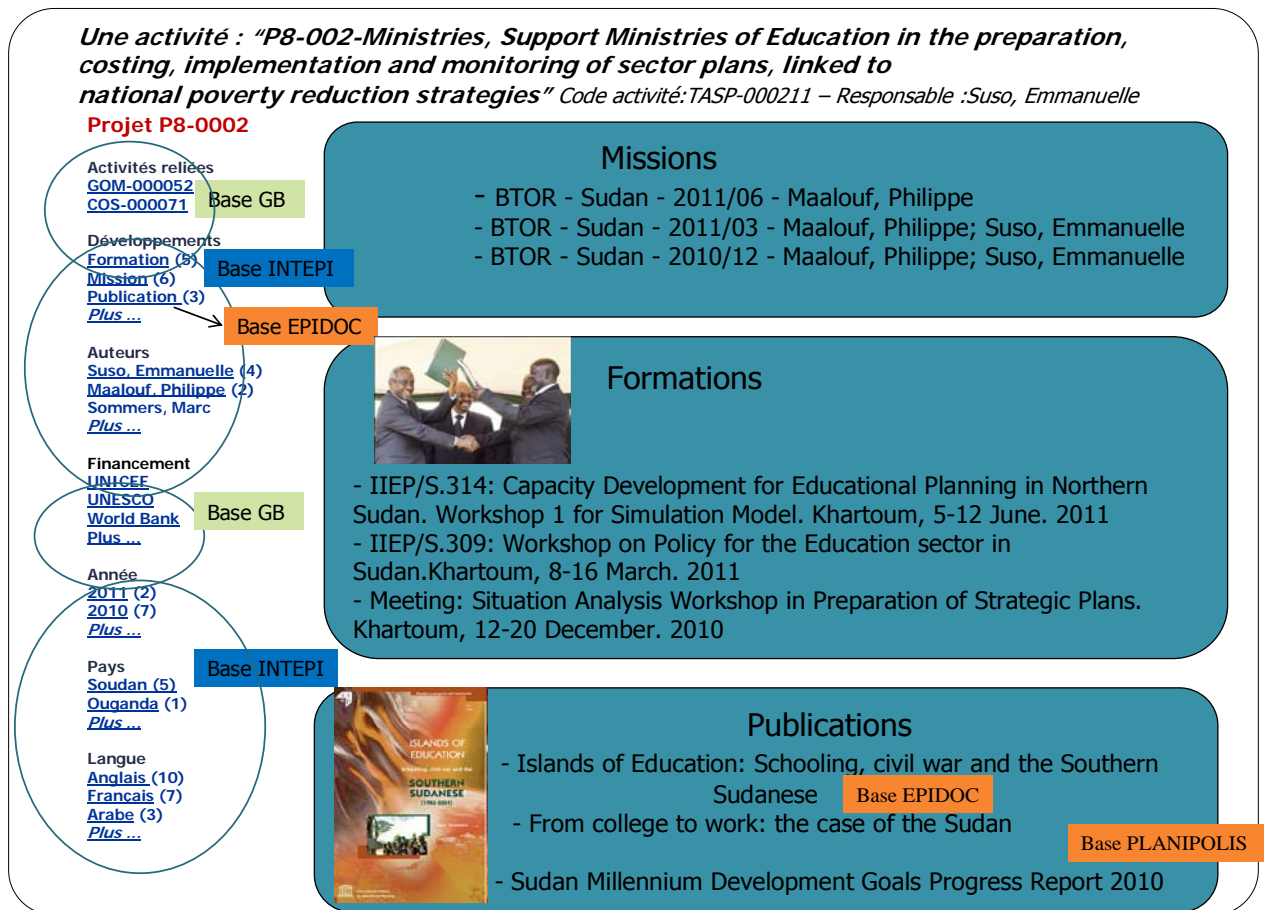 Une activité : “P8-002-Ministries, Support Ministries of Education in the preparation,
costing, implementation and monitoring of sector plans, linked to
national poverty reduction strategies” Code activité:TASP-000211 – Responsable :Suso, Emmanuelle
Projet P8-0002
Activités reliées
GOM-000052
COS-000071
Base GB
Développements
Formation (5)
Mission (6)
Publication (3)
Plus ...
Base INTEPI
Base EPIDOC
Auteurs
Suso, Emmanuelle (4)
Maalouf, Philippe (2)
Sommers, Marc
Plus ...
Financement
UNICEF
UNESCO
World Bank
Plus ...
Base GB
Année
2011 (2)
2010 (7)
Plus ...
Pays
Soudan (5)
Ouganda (1)
Plus ...
Base INTEPI
Langue
Anglais (10)
Français (7)
Arabe (3)
Plus ...
Missions
- BTOR - Sudan - 2011/06 - Maalouf, Philippe
- BTOR - Sudan - 2011/03 - Maalouf, Philippe; Suso, Emmanuelle
- BTOR - Sudan - 2010/12 - Maalouf, Philippe; Suso, Emmanuelle
Formations
- IIEP/S.314: Capacity Development for Educational Planning in Northern
Sudan. Workshop 1 for Simulation Model. Khartoum, 5-12 June. 2011
- IIEP/S.309: Workshop on Policy for the Education sector in
Sudan.Khartoum, 8-16 March. 2011
- Meeting: Situation Analysis Workshop in Preparation of Strategic Plans.
Khartoum, 12-20 December. 2010
ISLANDS OF
EDUCATION
Schooling, civil war and the
SOUTHERN
SUDANESE
Publications
- Islands of Education: Schooling, civil war and the Southern
Sudanese
Base EPIDOC
- From college to work: the case of the Sudan
Base PLANIPOLIS
- Sudan Millennium Development Goals Progress Report 2010